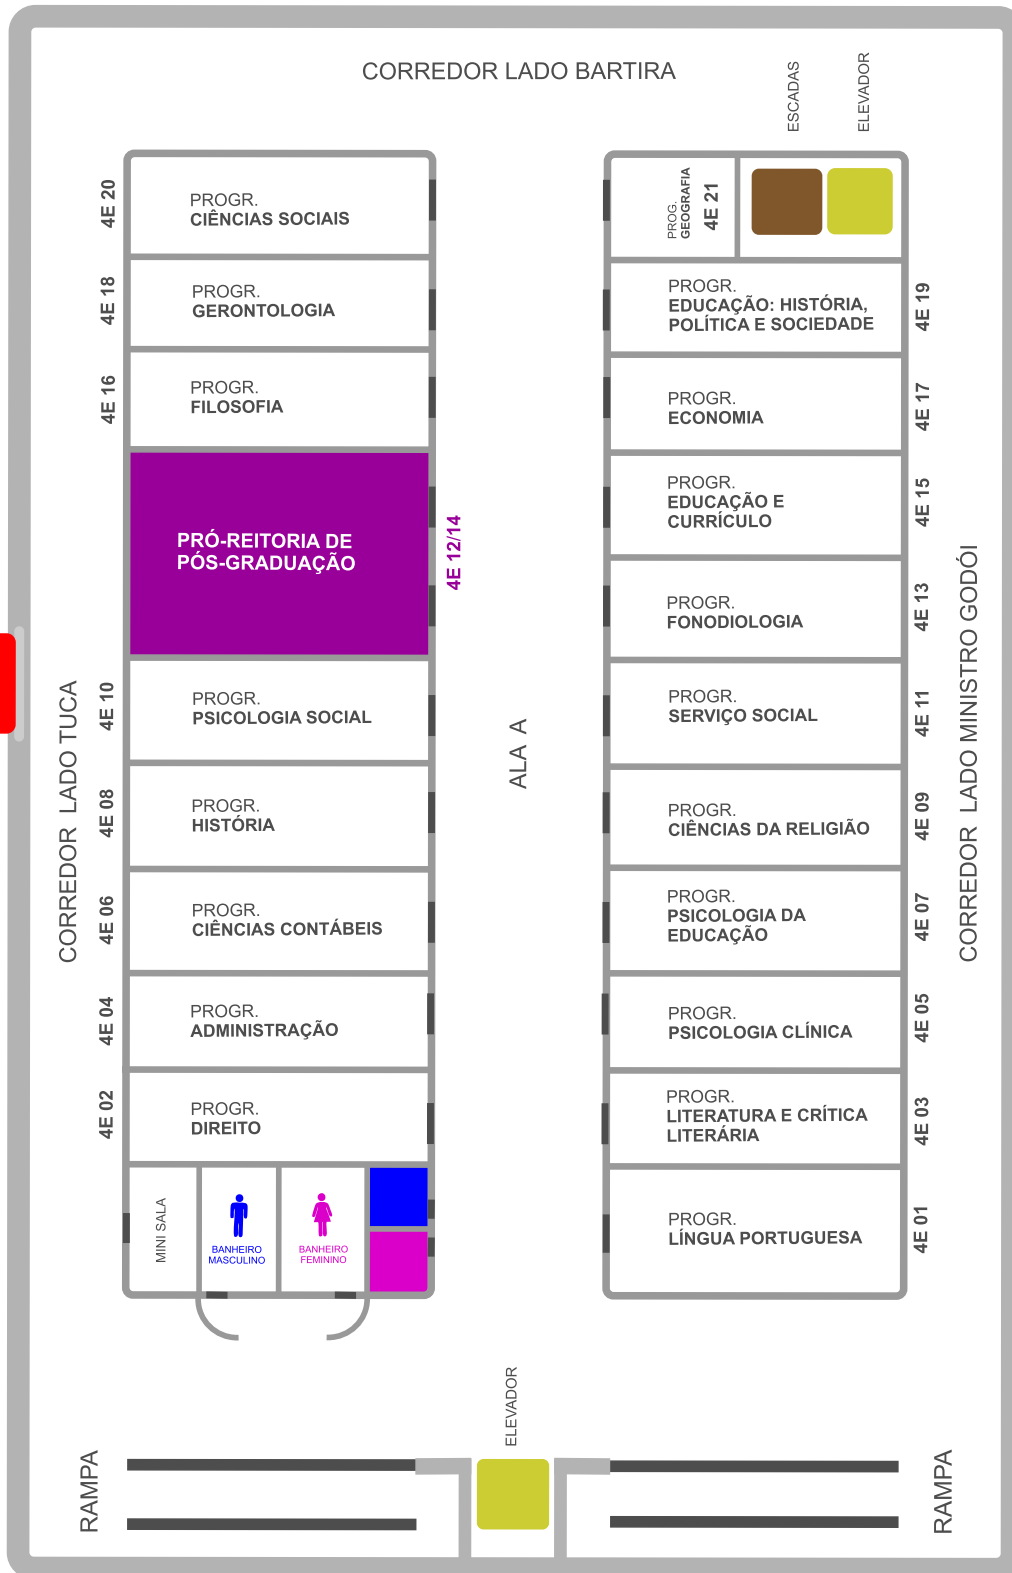 CORREDOR LADO BARTIRA
ESCADAS
ELEVADOR
4E 20
PROGR.
CIÊNCIAS SOCIAIS
4E 18
PROGR.
GERONTOLOGIA
4E 16
PROGR.
FILOSOFIA
PRÓ-REITORIA DE
PÓS-GRADUAÇÃO
4E 12/14
4E 10
PROGR.
PSICOLOGIA SOCIAL
4E 08
PROGR.
HISTÓRIA
4E 06
PROGR.
CIÊNCIAS CONTÁBEIS
4E 04
PROGR.
ADMINISTRAÇÃO
4E 02
PROGR.
DIREITO
MINI SALA
BANHEIRO
MASCULINO
BANHEIRO
FEMININO
CORREDOR LADO TUCA
ALA A
PROG.
GEOGRAFIA
4E 21
PROGR.
EDUCAÇÃO: HISTÓRIA,
POLÍTICA E SOCIEDADE
4E 19
PROGR.
ECONOMIA
4E 17
PROGR.
EDUCAÇÃO E
CURRÍCULO
4E 15
PROGR.
FONODIOLOGIA
4E 13
PROGR.
SERVIÇO SOCIAL
4E 11
PROGR.
CIÊNCIAS DA RELIGIÃO
4E 09
PROGR.
PSICOLOGIA DA
EDUCAÇÃO
4E 07
PROGR.
PSICOLOGIA CLÍNICA
4E 05
PROGR.
LITERATURA E CRÍTICA
LITERÁRIA
4E 03
PROGR.
LÍNGUA PORTUGUESA
4E 01
CORREDOR LADO MINISTRO GODÓI
ELEVADOR
RAMPA
RAMPA